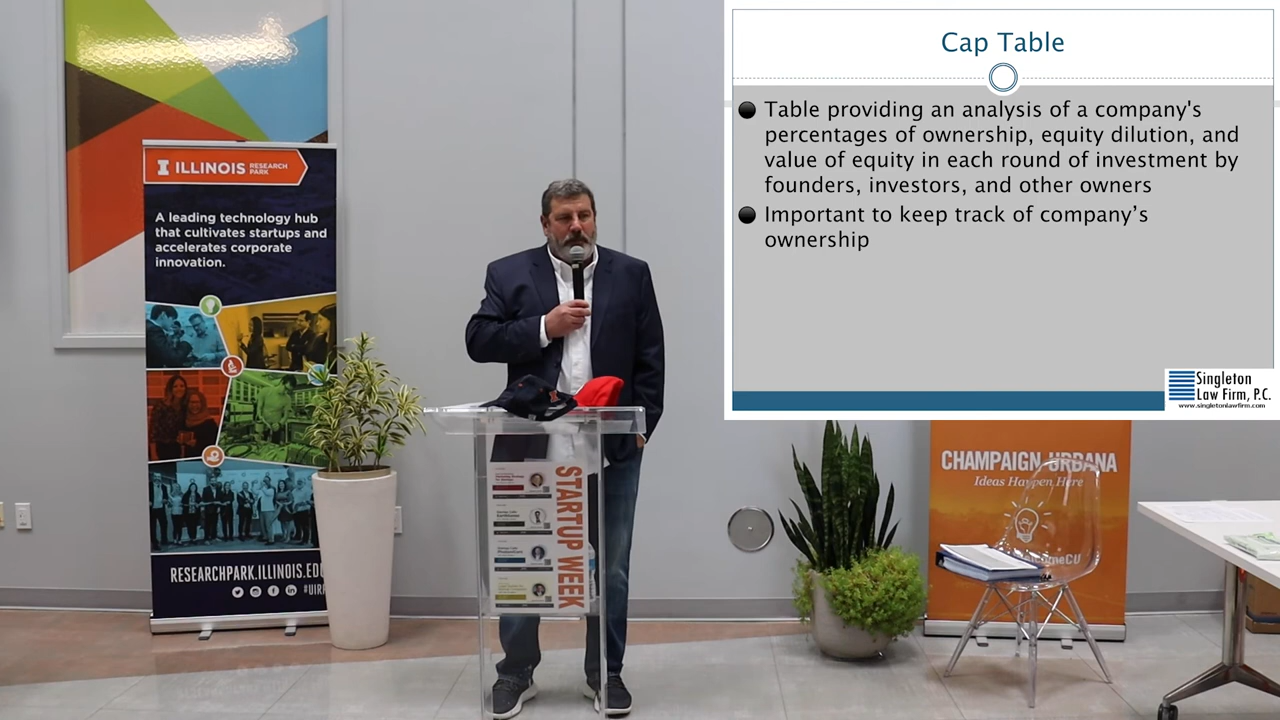 Cap Table
Table providing an analysis of a company's
percentages of ownership, equity dilution, and
value of equity in each round of investment by
founders, investors, and other owners
Important to keep track of company’s
ownership
Singleton
Law Firm, P.C.
www.singletonlawfirm.com
ILLINOIS
RESEARCH
PARK
A leading technology hub
that cultivates startups and
accelerates corporate
innovation.
RESEARCHPARK.ILLINOIS.EDU
STARTUP WEEK
CHAMPAIGN-URBANA
Ideas Happen Here